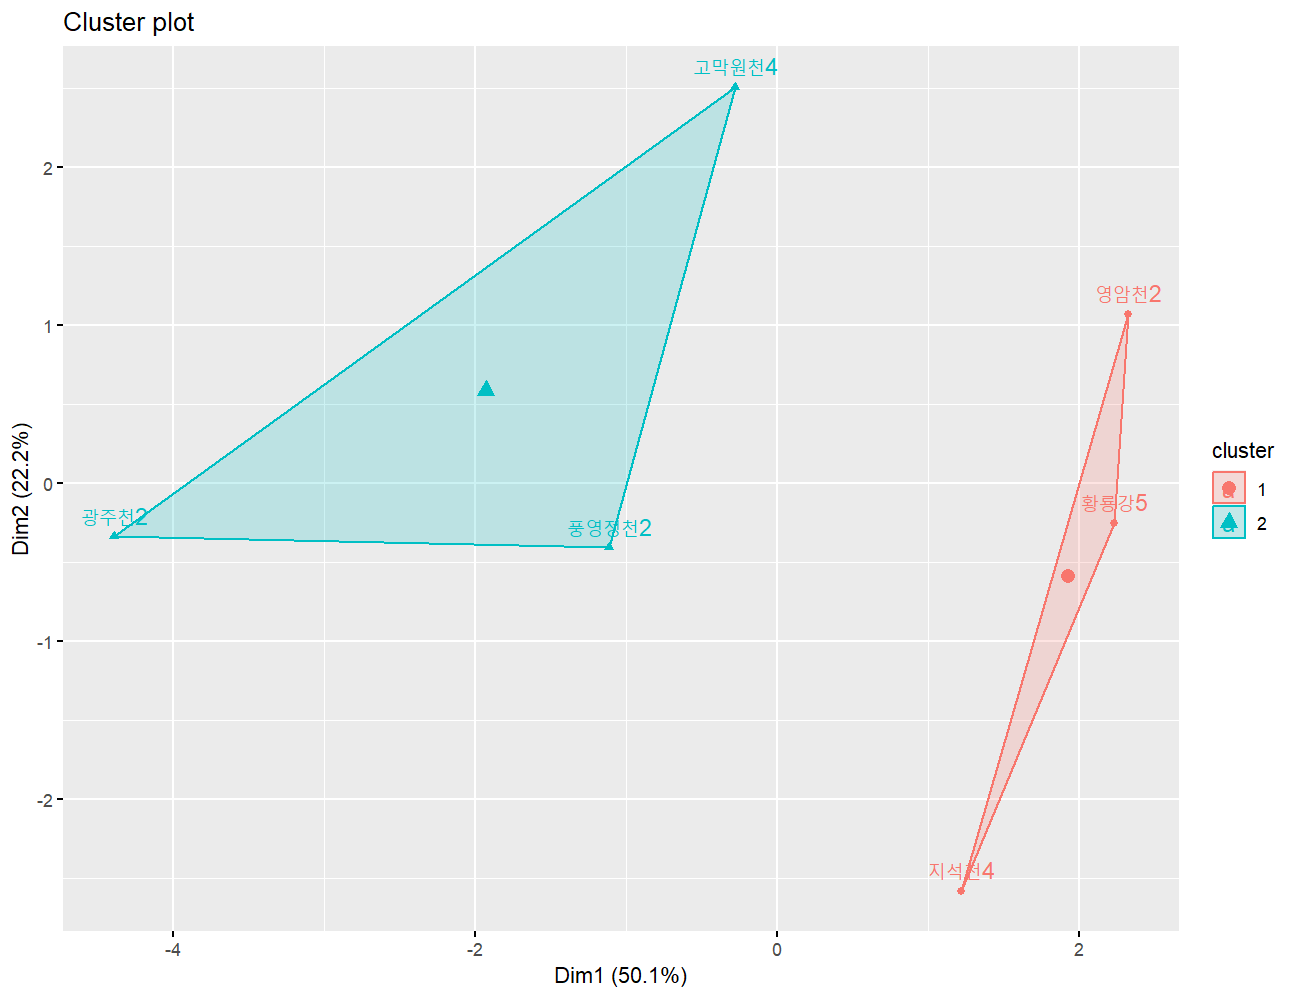 Cluster plot
고막원천4
영암천2
황룡강5
광주천2
풍영정천2
지석천4
2
1
0
-1
-2
-4
-2
0
2
Dim1 (50.1%)
Dim2 (22.2%)
cluster
a 1
a 2